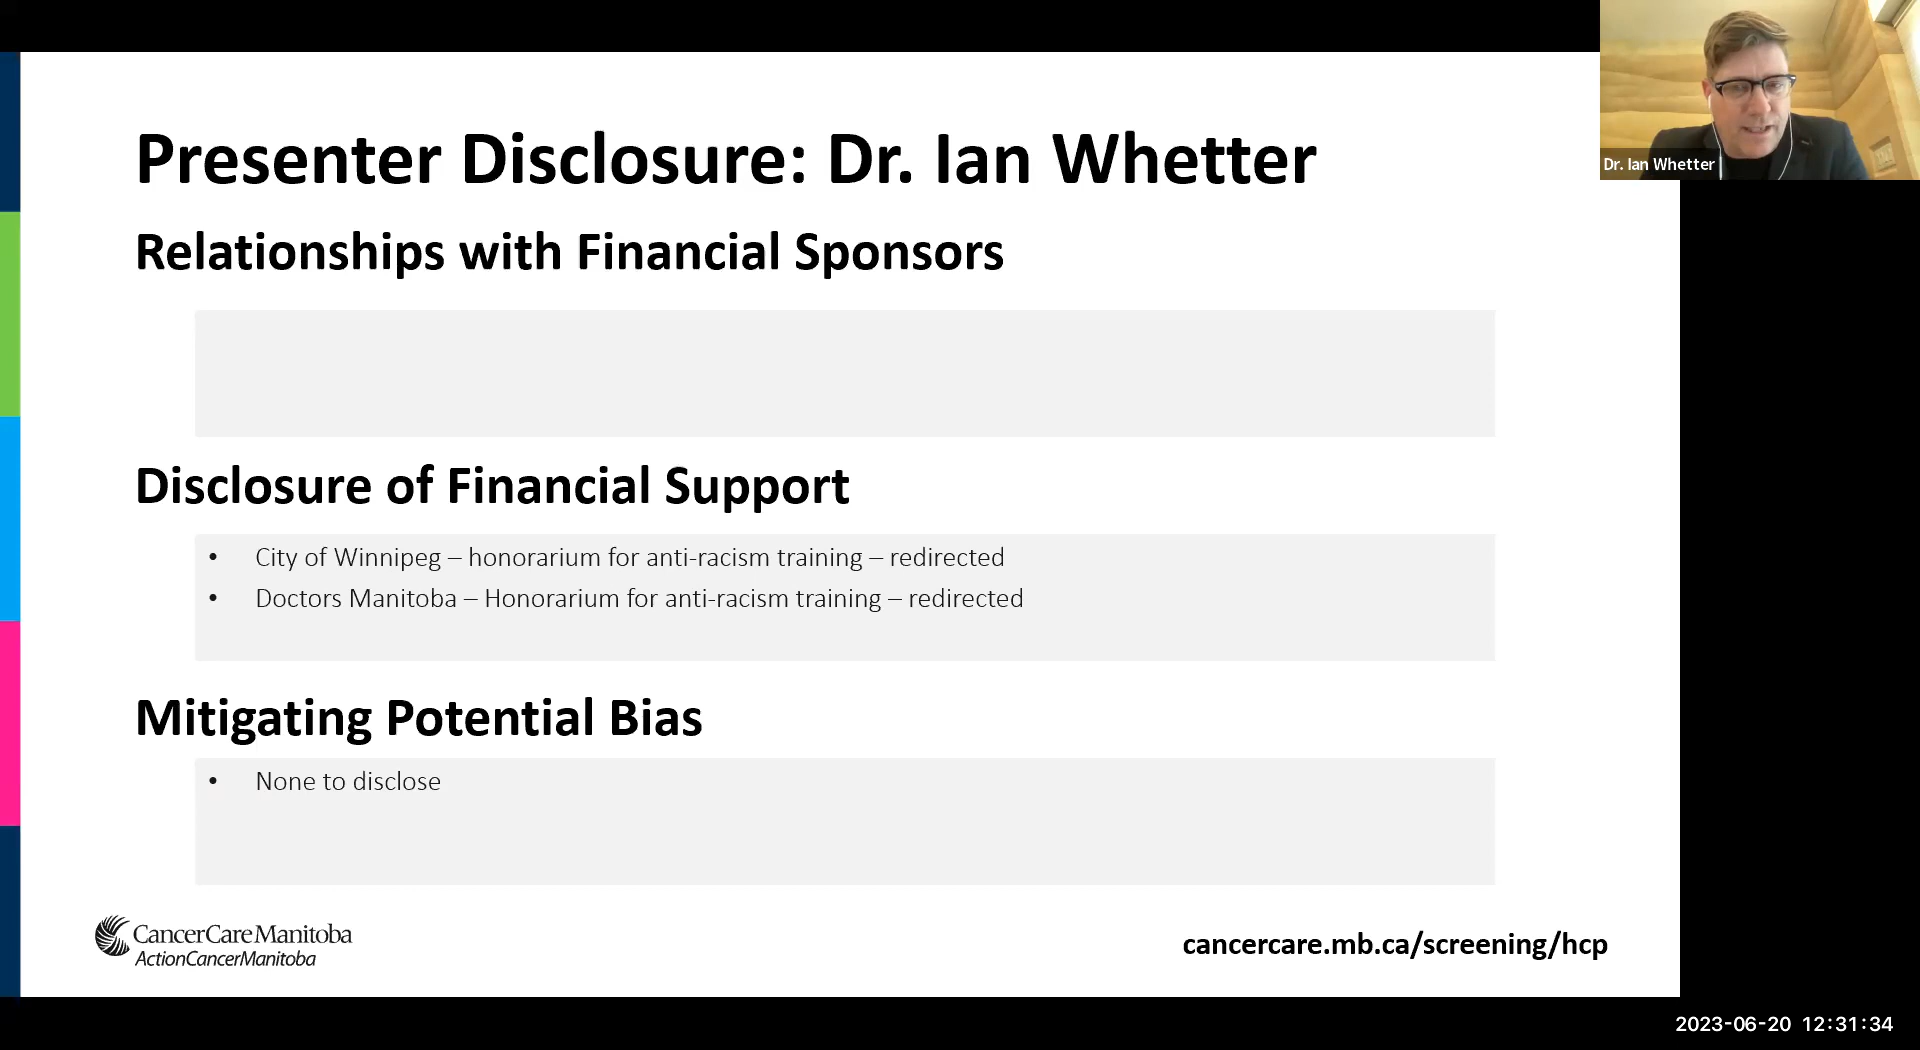 Presenter Disclosure: Dr. Ian Whetter
Dr. Ian Whetter
Relationships with Financial Sponsors
Disclosure of Financial Support
• City of Winnipeg – honorarium for anti-racism training – redirected
• Doctors Manitoba – Honorarium for anti-racism training – redirected
Mitigating Potential Bias
• None to disclose
CancerCare Manitoba
ActionCancerManitoba
cancercare.mb.ca/screening/hcp
2023-06-20 12:31:34